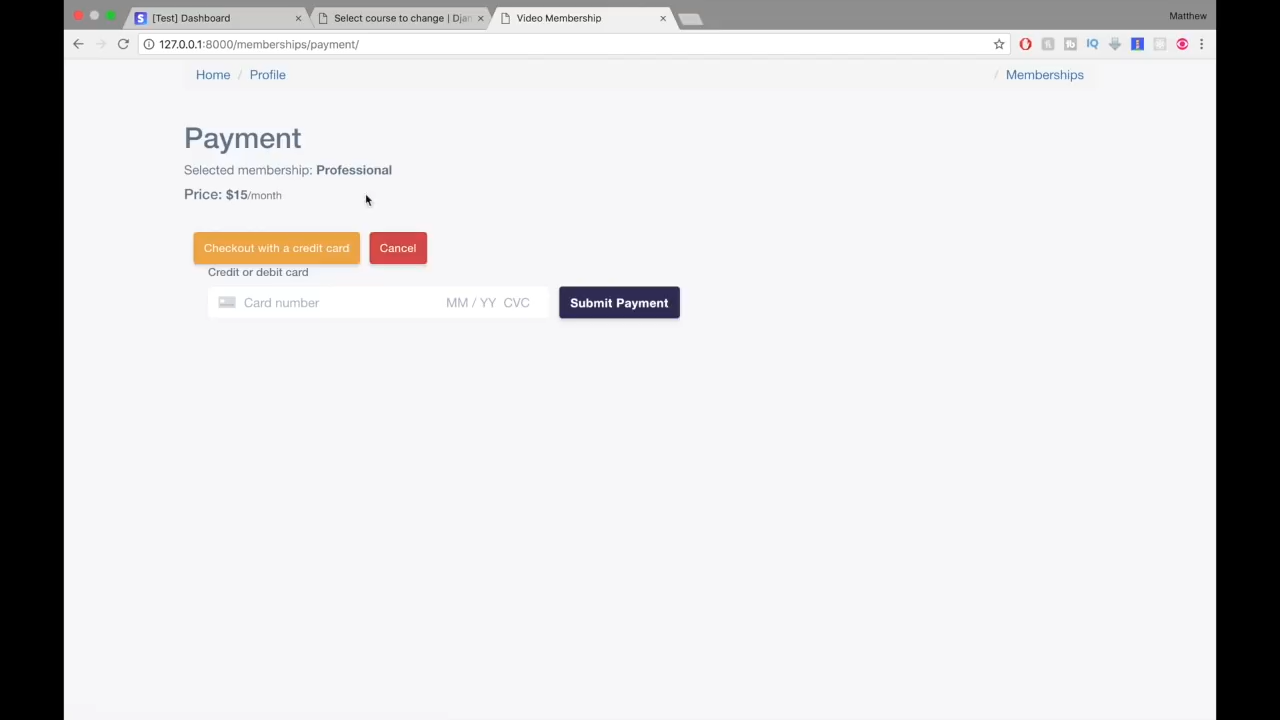 [Test] Dashboard
Select course to change | Djan
Video Membership
Matthew
127.0.0.1:8000/memberships/payment/
Home / Profile
/ Memberships
Payment
Selected membership: Professional
Price: $15/month
Checkout with a credit card
Cancel
Credit or debit card
Card number
MM / YY CVC
Submit Payment